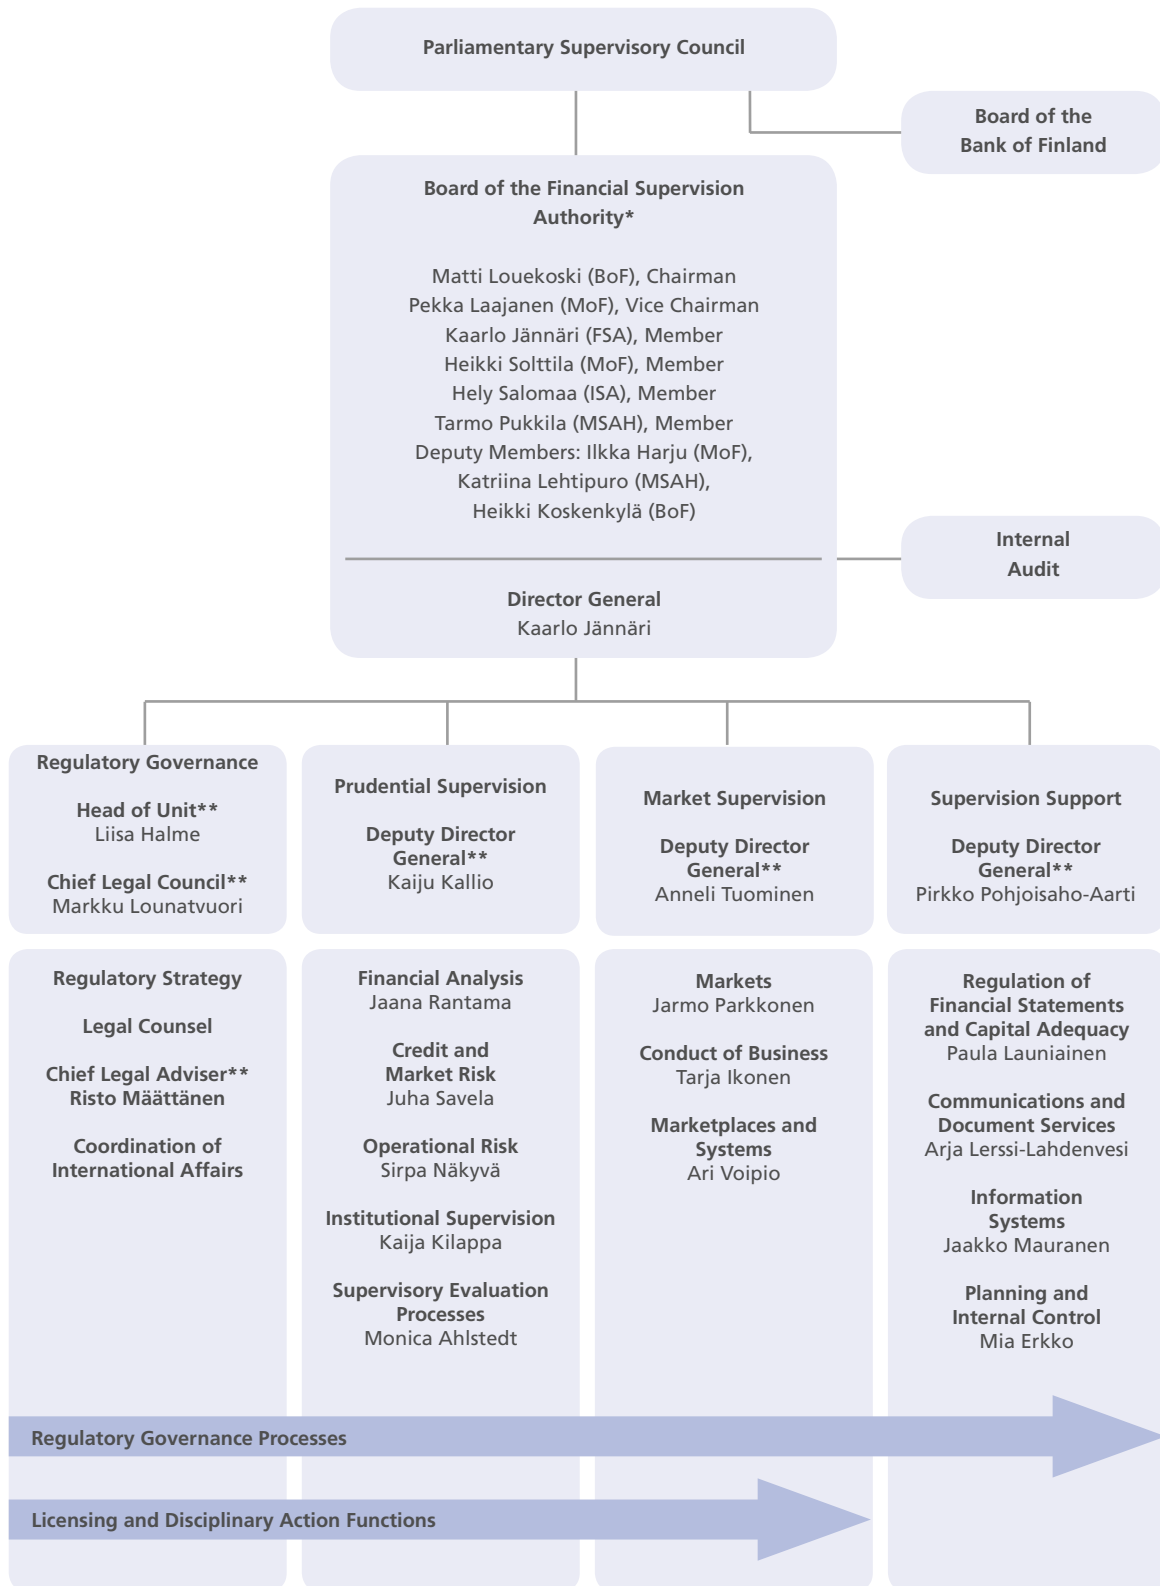 Parliamentary Supervisory Council
Board of the
Bank of Finland
Board of the Financial Supervision
Authority*
Matti Louekoski (BoF), Chairman
Pekka Laajanen (MoF), Vice Chairman
Kaarlo Jännäri (FSA), Member
Heikki Solttila (MoF), Member
Hely Salomaa (ISA), Member
Tarmo Pukkila (MSAH), Member
Deputy Members: Ilkka Harju (MoF),
Katriina Lehtipuro (MSAH),
Heikki Koskenkylä (BoF)
Internal
Audit
Director General
Kaarlo Jännäri
Regulatory Governance
Head of Unit**
Liisa Halme
Chief Legal Council**
Markku Lounatvuori
Prudential Supervision
Deputy Director
General**
Kaiju Kallio
Market Supervision
Deputy Director
General**
Anneli Tuominen
Supervision Support
Deputy Director
General**
Pirkko Pohjoisaho-Aarti
Regulatory Strategy
Legal Counsel
Chief Legal Adviser**
Risto Määttänen
Coordination of
International Affairs
Financial Analysis
Jaana Rantama
Credit and
Market Risk
Juha Savela
Operational Risk
Sirpa Näkyvä
Institutional Supervision
Kaija Kilappa
Supervisory Evaluation
Processes
Monica Ahlstedt
Markets
Jarmo Parkkonen
Conduct of Business
Tarja Ikonen
Marketplaces and
Systems
Ari Voipio
Regulation of
Financial Statements
and Capital Adequacy
Paula Launiainen
Communications and
Document Services
Arja Lerssi-Lahdenvesi
Information
Systems
Jaakko Mauranen
Planning and
Internal Control
Mia Erkko
Regulatory Governance Processes
Licensing and Disciplinary Action Functions